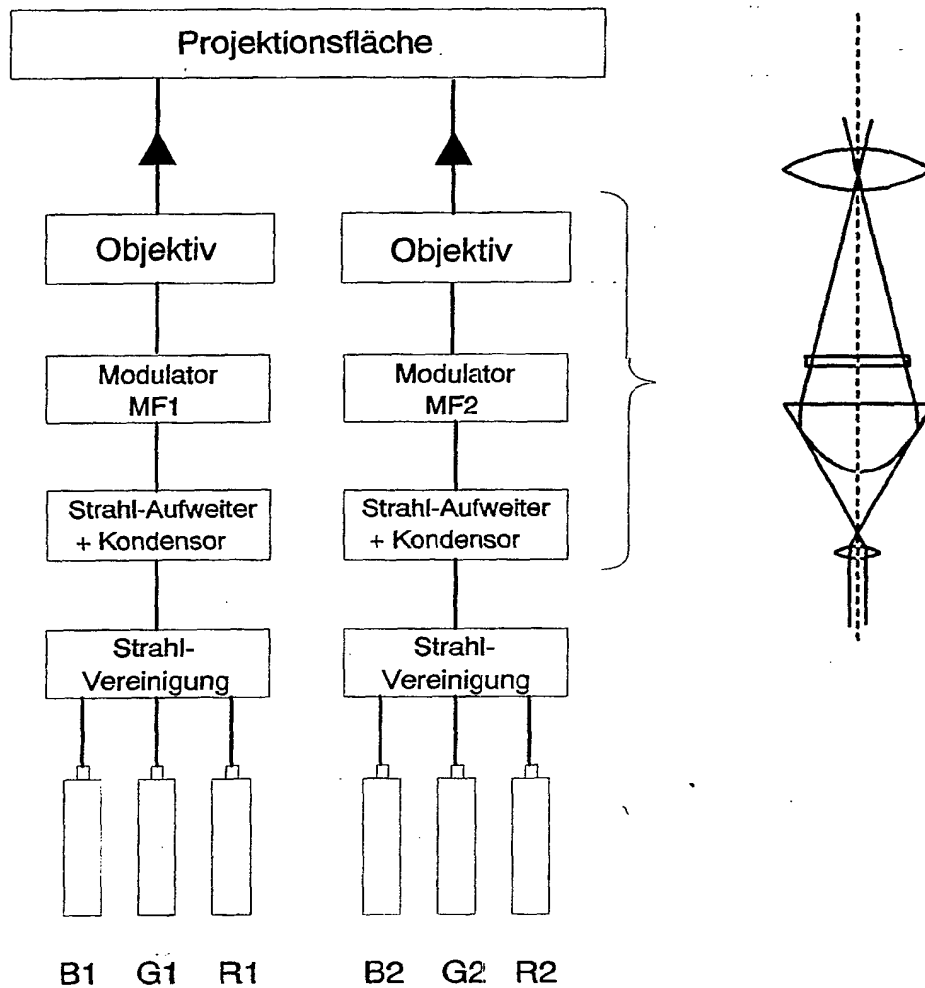 Projektionsfläche
Objektiv
Objektiv
Modulator
MF1
Modulator
MF2
Strahl-Aufweiter
+ Kondensor
Strahl-Aufweiter
+ Kondensor
Strahl-
Vereinigung
Strahl-
Vereinigung
B1 G1 R1 B2 G2 R2